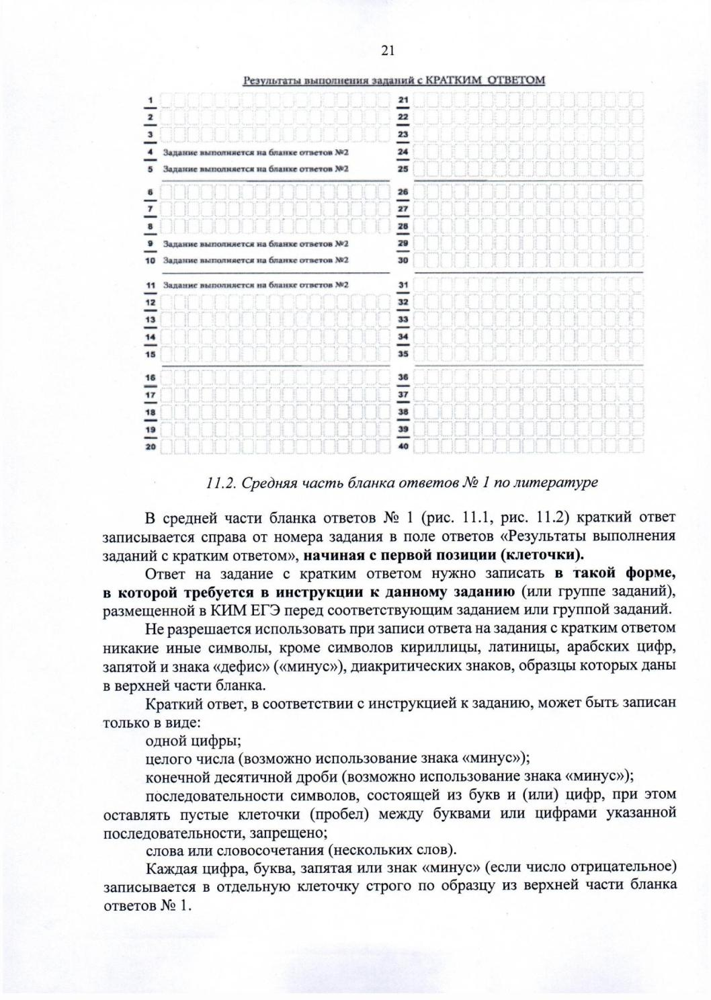 21
Результаты выполнения заданий с КРАТКИМ ОТВЕТОМ
1
2
3
4 Задание выполняется на бланке ответов №2
5 Задание выполняется на бланке ответов №2
6
7
8
9 Задание выполняется на бланке ответов №2
10 Задание выполняется на бланке ответов №2
11 Задание выполняется на бланке ответов №2
12
13
14
15
16
17
18
19
20
21
22
23
24
25
26
27
28
29
30
31
32
33
34
35
36
37
38
39
40
11.2. Средняя часть бланка ответов № 1 по литературе
В средней части бланка ответов № 1 (рис. 11.1, рис. 11.2) краткий ответ
записывается справа от номера задания в поле ответов «Результаты выполнения
заданий с кратким ответом», начиная с первой позиции (клеточки).
Ответ на задание с кратким ответом нужно записать в такой форме,
в которой требуется в инструкции к данному заданию (или группе заданий),
размещенной в КИМ ЕГЭ перед соответствующим заданием или группой заданий.
Не разрешается использовать при записи ответа на задания с кратким ответом
никакие иные символы, кроме символов кириллицы, латиницы, арабских цифр,
запятой и знака «дефис» («минус»), диакритических знаков, образцы которых даны
в верхней части бланка.
Краткий ответ, в соответствии с инструкцией к заданию, может быть записан
только в виде:
одной цифры;
целого числа (возможно использование знака «минус»);
конечной десятичной дроби (возможно использование знака «минус»);
последовательности символов, состоящей из букв и (или) цифр, при этом
оставлять пустые клеточки (пробел) между буквами или цифрами указанной
последовательности, запрещено;
слова или словосочетания (нескольких слов).
Каждая цифра, буква, запятая или знак «минус» (если число отрицательное)
записывается в отдельную клеточку строго по образцу из верхней части бланка
ответов № 1.